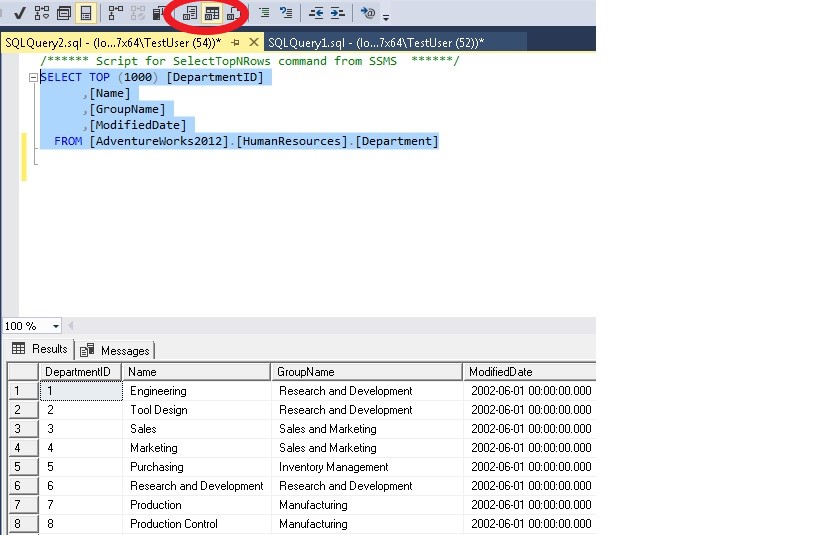 SQLQuery2.sql - (lo...7x64\TestUser (54))* SQLQuery1.sql - (lo...7x64\TestUser (52))*
/****** Script for SelectTopNRows command from SSMS  ******/
SELECT TOP (1000) [DepartmentID]
,[Name]
,[GroupName]
,[ModifiedDate]
FROM [AdventureWorks2012].[HumanResources].[Department]
100 %
Results Messages
DepartmentID Name GroupName ModifiedDate
1 1 Engineering Research and Development 2002-06-01 00:00:00.000
2 2 Tool Design Research and Development 2002-06-01 00:00:00.000
3 3 Sales Sales and Marketing 2002-06-01 00:00:00.000
4 4 Marketing Sales and Marketing 2002-06-01 00:00:00.000
5 5 Purchasing Inventory Management 2002-06-01 00:00:00.000
6 6 Research and Development Research and Development 2002-06-01 00:00:00.000
7 7 Production Manufacturing 2002-06-01 00:00:00.000
8 8 Production Control Manufacturing 2002-06-01 00:00:00.000